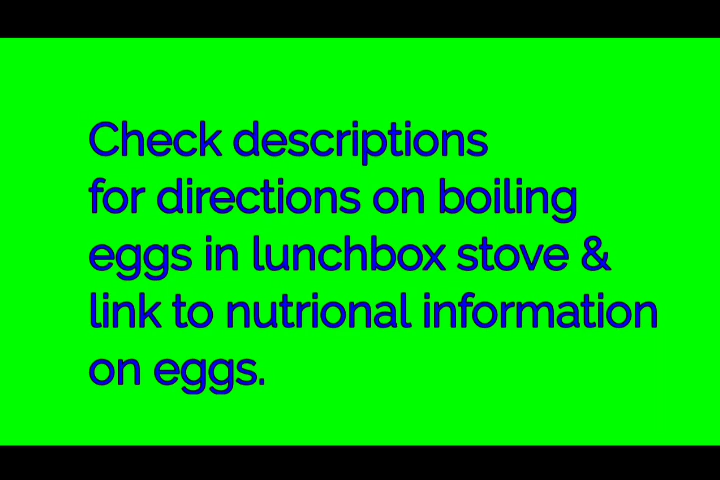 Check descriptions
for directions on boiling
eggs in lunchbox stove &
link to nutrional information
on eggs.